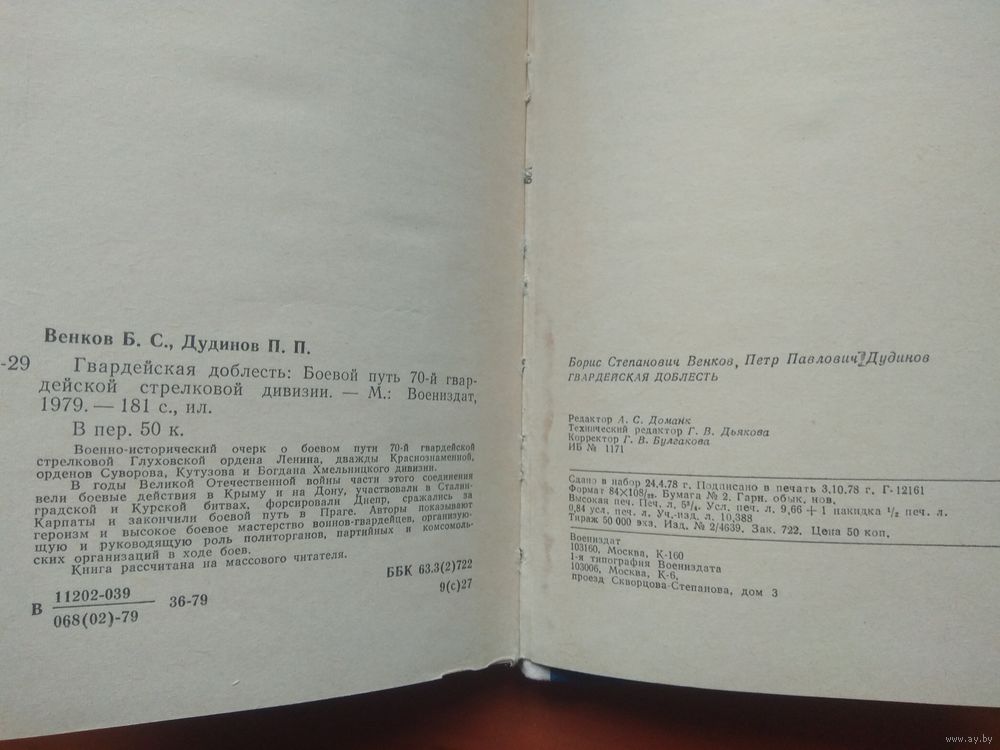 Венков Б. С., Дудинов П. П.
-29
Гвардейская доблесть: Боевой путь 70-й гвар-
дейской стрелковой дивизии. — М.: Воениздат,
1979. — 181 с., ил.
В пер. 50 к.
Военно-исторический очерк о боевом пути 70-й гвардейской
стрелковой Глуховской ордена Ленина, дважды Краснознаменной,
орденов Суворова, Кутузова и Богдана Хмельницкого дивизии.
В годы Великой Отечественной войны части этого соединения
вели боевые действия в Крыму и на Дону, участвовали в Сталин-
градской и Курской битвах, форсировали Днепр, сражались за
Карпаты и закончили боевой путь в Праге. Авторы показывают
героизм и высокое боевое мастерство воинов-гвардейцев, организую-
щую и руководящую роль политорганов, партийных и комсомоль-
ских организаций в ходе боев.
Книга рассчитана на массового читателя.
В 11202-039
068(02)-79
36-79
ББК 63.3(2)722
9(с)27
Борис Степанович Венков, Петр Павлович Дудинов
ГВАРДЕЙСКАЯ ДОБЛЕСТЬ
Редактор А. С. Доманк
Технический редактор Г. В. Дьякова
Корректор Г. В. Булгакова
ИБ № 1171
Сдано в набор 24.4.78 г. Подписано в печать 3.10.78 г. Г-12161
Формат 84×108/₃₂. Бумага № 2. Гарн. обык. нов.
Высокая печ. Печ. л. 5³/₄. Усл. печ. л. 9,66 + 1 накидка ¹/₂ печ. л.
0,84 усл. печ. л. Уч.-изд. л. 10,388
Тираж 50 000 экз. Изд. № 2/4639. Зак. 722. Цена 50 коп.
Воениздат
103160, Москва, К-160
1-я типография Воениздата
103006, Москва, К-6,
проезд Скворцова-Степанова, дом 3
www.ay.by